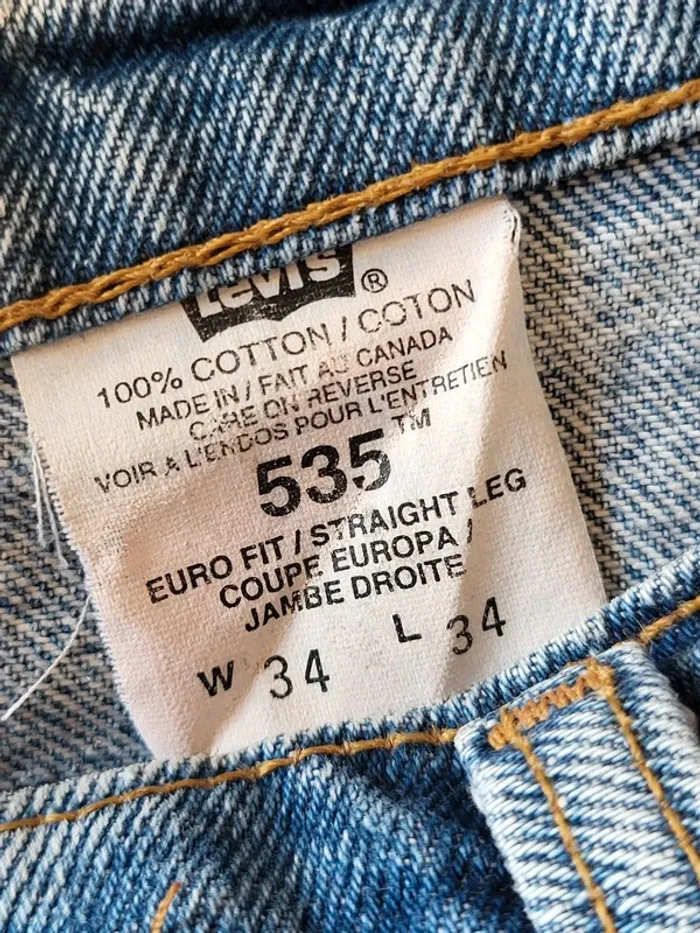 Levi's ®
100% COTTON / COTON
MADE IN / FAIT AU CANADA
CARE ON REVERSE
VOIR A L'ENDOS POUR L'ENTRETIEN
535™
EURO FIT / STRAIGHT LEG
COUPE EUROPA /
JAMBE DROITE
W 34 L 34